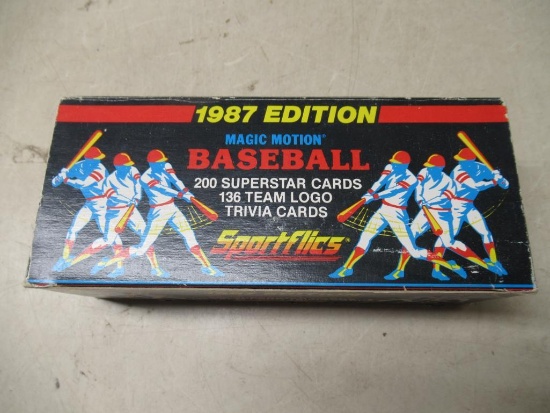 1987 EDITION
MAGIC MOTION®
BASEBALL
200 SUPERSTAR CARDS
136 TEAM LOGO
TRIVIA CARDS
Sportflics®